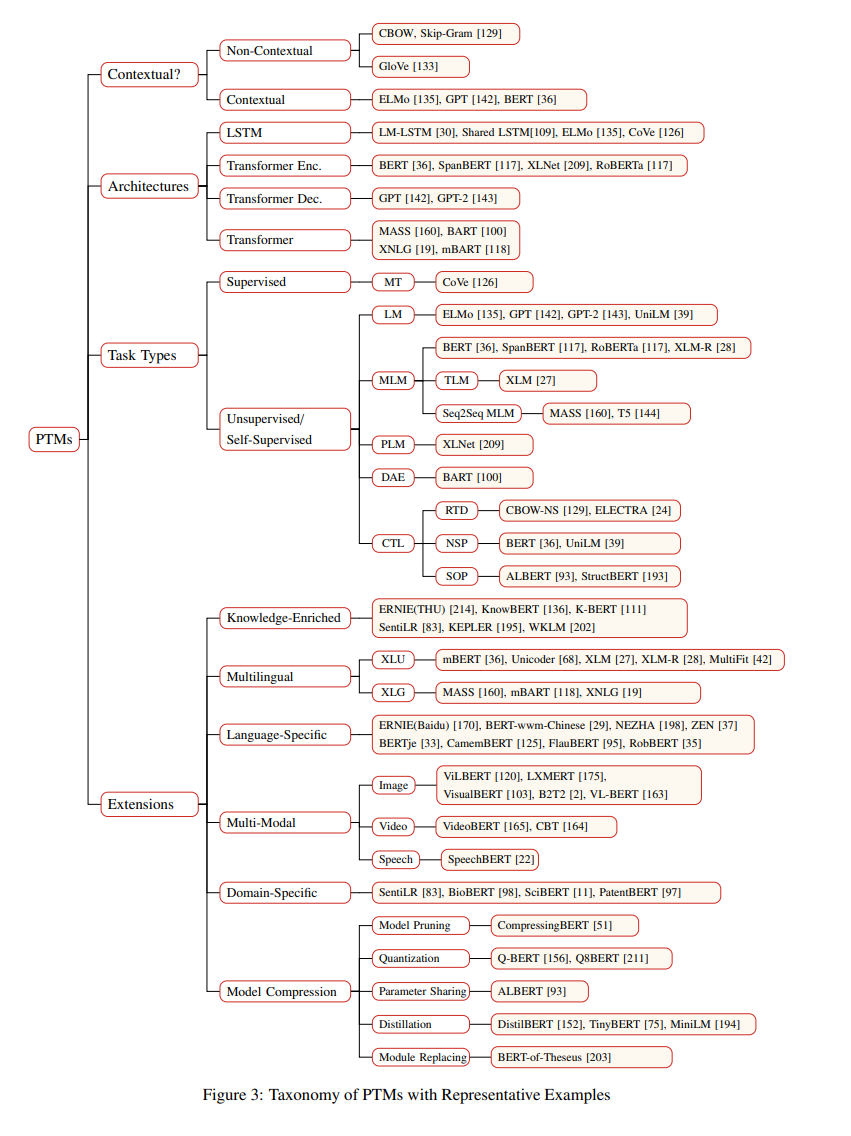 CBOW, Skip-Gram [129]
Non-Contextual
GloVe [133]
Contextual?
Contextual
ELMo [135], GPT [142], BERT [36]
LSTM
LM-LSTM [30], Shared LSTM[109], ELMo [135], CoVe [126]
Transformer Enc.
BERT [36], SpanBERT [117], XLNet [209], RoBERTa [117]
Architectures
Transformer Dec.
GPT [142], GPT-2 [143]
Transformer
MASS [160], BART [100]
XNLG [19], mBART [118]
Supervised
MT
CoVe [126]
LM
ELMo [135], GPT [142], GPT-2 [143], UniLM [39]
Task Types
BERT [36], SpanBERT [117], RoBERTa [117], XLM-R [28]
MLM
TLM
XLM [27]
Seq2Seq MLM
MASS [160], T5 [144]
Unsupervised/
Self-Supervised
PTMs
PLM
XLNet [209]
DAE
BART [100]
RTD
CBOW-NS [129], ELECTRA [24]
CTL
NSP
BERT [36], UniLM [39]
SOP
ALBERT [93], StructBERT [193]
Knowledge-Enriched
ERNIE(THU) [214], KnowBERT [136], K-BERT [111]
SentiLR [83], KEPLER [195], WKLM [202]
XLU
mBERT [36], Unicoder [68], XLM [27], XLM-R [28], MultiFit [42]
Multilingual
XLG
MASS [160], mBART [118], XNLG [19]
Language-Specific
ERNIE(Baidu) [170], BERT-wwm-Chinese [29], NEZHA [198], ZEN [37]
BERTje [33], CamemBERT [125], FlauBERT [95], RobBERT [35]
Extensions
Image
ViLBERT [120], LXMERT [175],
VisualBERT [103], B2T2 [2], VL-BERT [163]
Multi-Modal
Video
VideoBERT [165], CBT [164]
Speech
SpeechBERT [22]
Domain-Specific
SentiLR [83], BioBERT [98], SciBERT [11], PatentBERT [97]
Model Pruning
CompressingBERT [51]
Quantization
Q-BERT [156], Q8BERT [211]
Model Compression
Parameter Sharing
ALBERT [93]
Distillation
DistilBERT [152], TinyBERT [75], MiniLM [194]
Module Replacing
BERT-of-Theseus [203]
Figure 3: Taxonomy of PTMs with Representative Examples